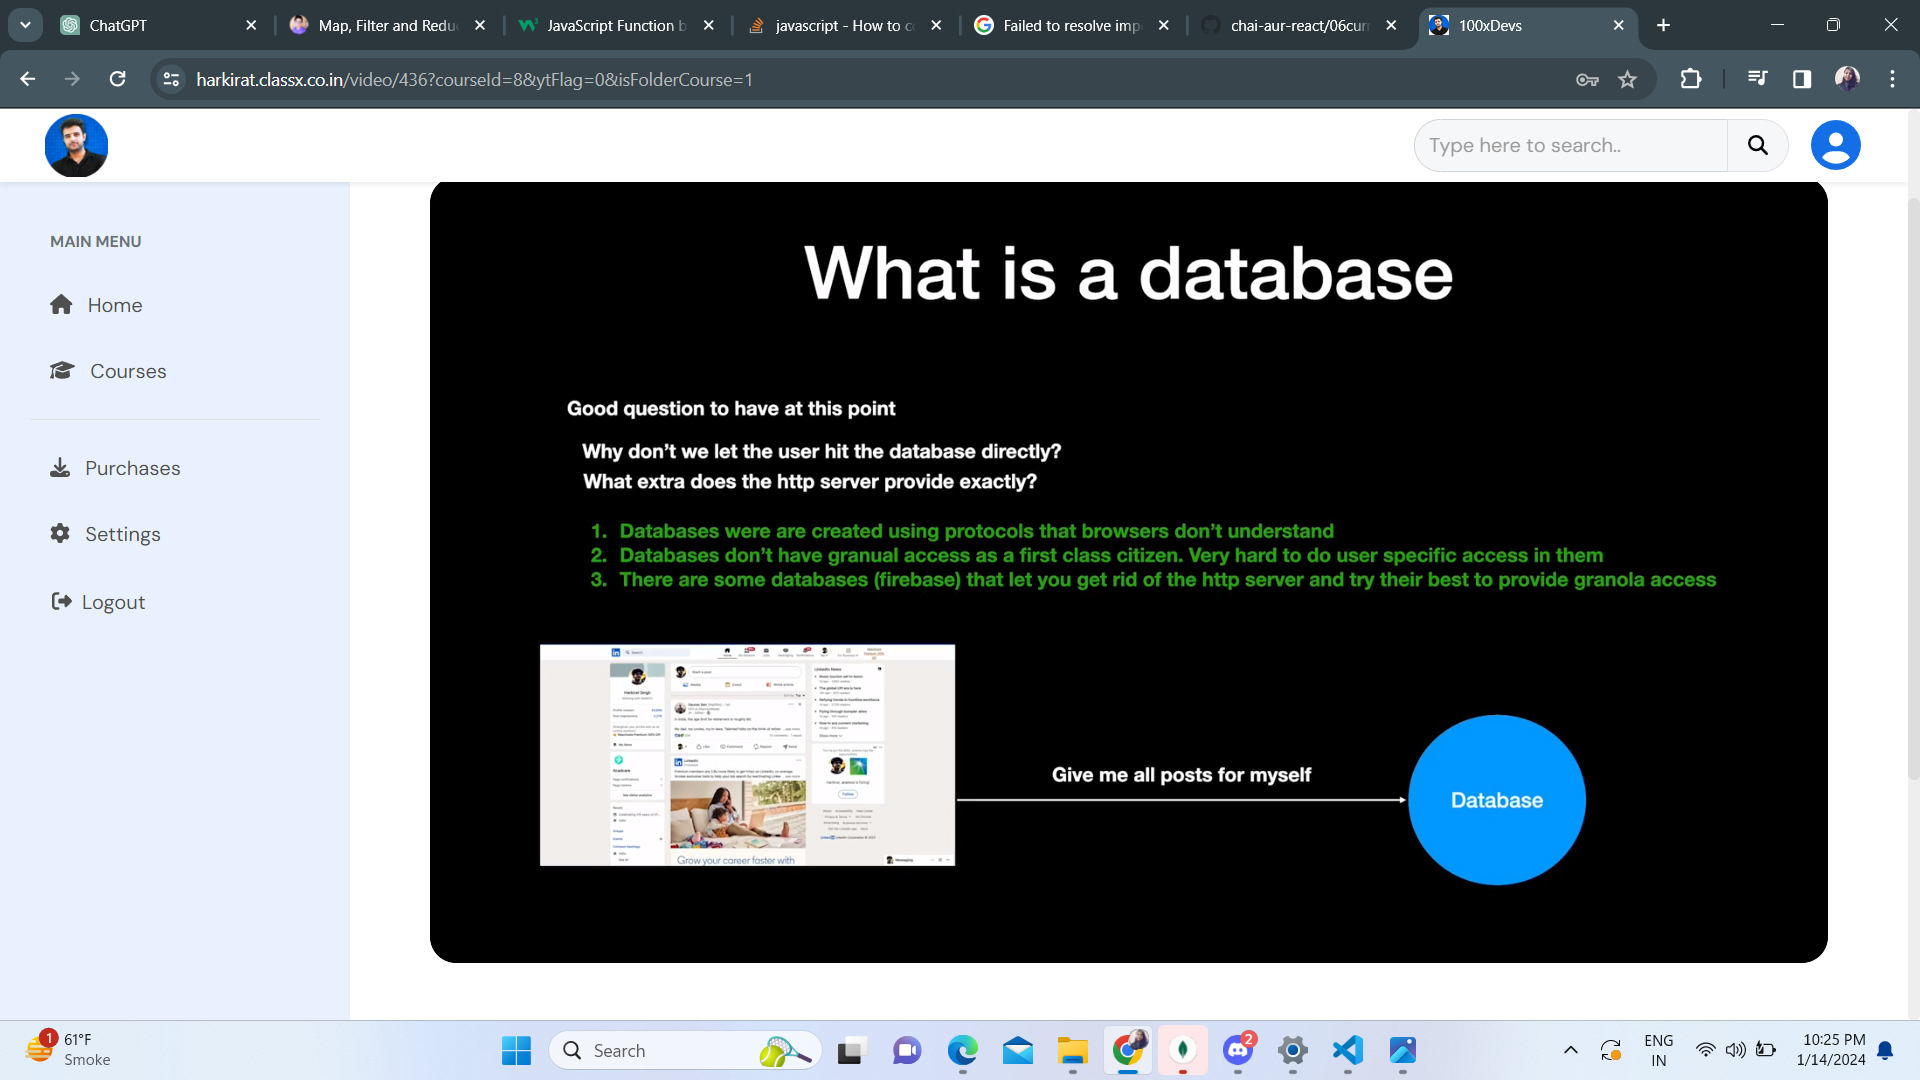 ChatGPT
Map, Filter and Redu
JavaScript Function b
javascript - How to c
Failed to resolve imp
chai-aur-react/06curr
100xDevs
harkirat.classx.co.in/video/436?courseId=8&ytFlag=0&isFolderCourse=1
Type here to search..
MAIN MENU
Home
Courses
Purchases
Settings
Logout
What is a database
Good question to have at this point
Why don't we let the user hit the database directly?
What extra does the http server provide exactly?
1. Databases were are created using protocols that browsers don't understand
2. Databases don't have granual access as a first class citizen. Very hard to do user specific access in them
3. There are some databases (firebase) that let you get rid of the http server and try their best to provide granola access
Grow your career faster with
Give me all posts for myself
Database
1
61°F
Smoke
Search
2
ENG
IN
10:25 PM
1/14/2024